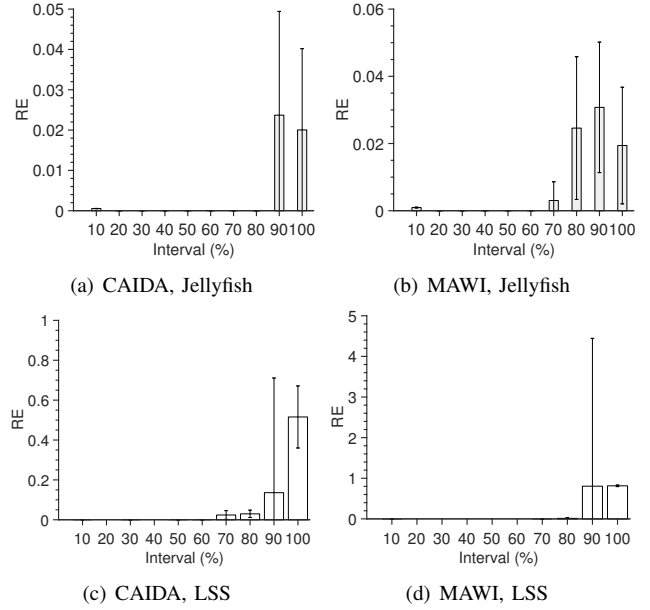 0.05
0.04
0.03
0.02
0.01
0
RE
10 20 30 40 50 60 70 80 90 100
Interval (%)
(a) CAIDA, Jellyfish
0.06
0.04
0.02
0
RE
10 20 30 40 50 60 70 80 90 100
Interval (%)
(b) MAWI, Jellyfish
1
0.8
0.6
0.4
0.2
0
RE
10 20 30 40 50 60 70 80 90 100
Interval (%)
(c) CAIDA, LSS
5
4
3
2
1
0
RE
10 20 30 40 50 60 70 80 90 100
Interval (%)
(d) MAWI, LSS